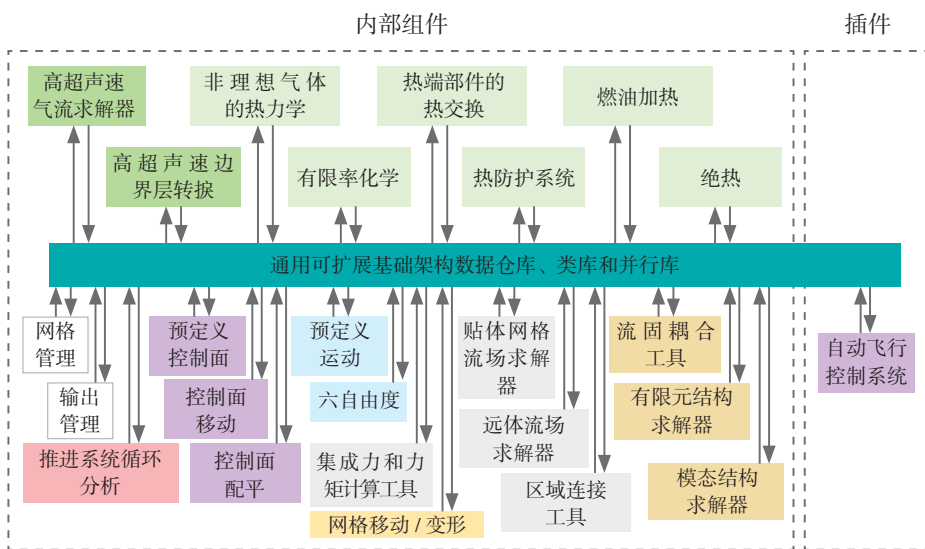 内部组件
插件
高超声速
气流求解器
非理想气体
的热力学
热端部件的
热交换
燃油加热
高超声速边
界层转捩
有限率化学
热防护系统
绝热
通用可扩展基础架构数据仓库、类库和并行库
网格
管理
预定义
控制面
预定义
运动
贴体网格
流场求解
器
流固耦合
工具
自动飞行
控制系统
输出
管理
控制面
移动
六自由度
远体流场
求解器
有限元结构
求解器
推进系统循环
分析
控制面
配平
集成力和力
矩计算工具
区域连接
工具
模态结构
求解器
网格移动/变形